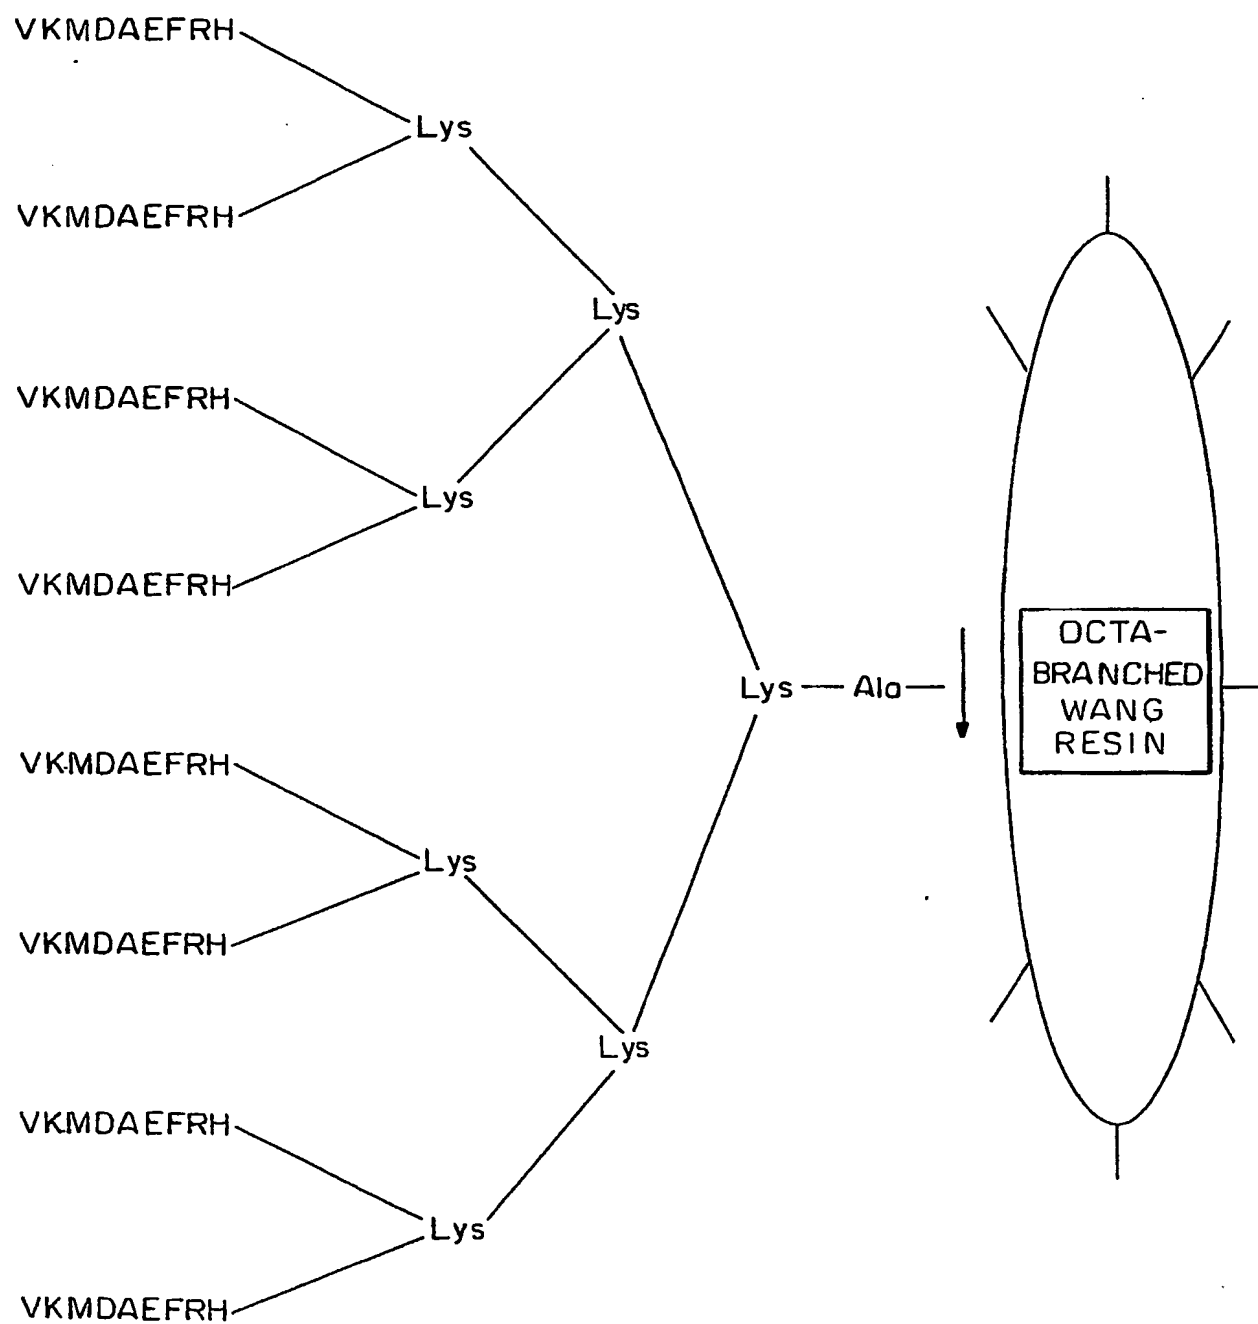 VKMDAEFRH
Lys
VKMDAEFRH
Lys
VKMDAEFRH
Lys
VKMDAEFRH
Lys — Ala —
OCTA-
BRANCHED
WANG
RESIN
VKMDAEFRH
Lys
VKMDAEFRH
Lys
VKMDAEFRH
Lys
VKMDAEFRH